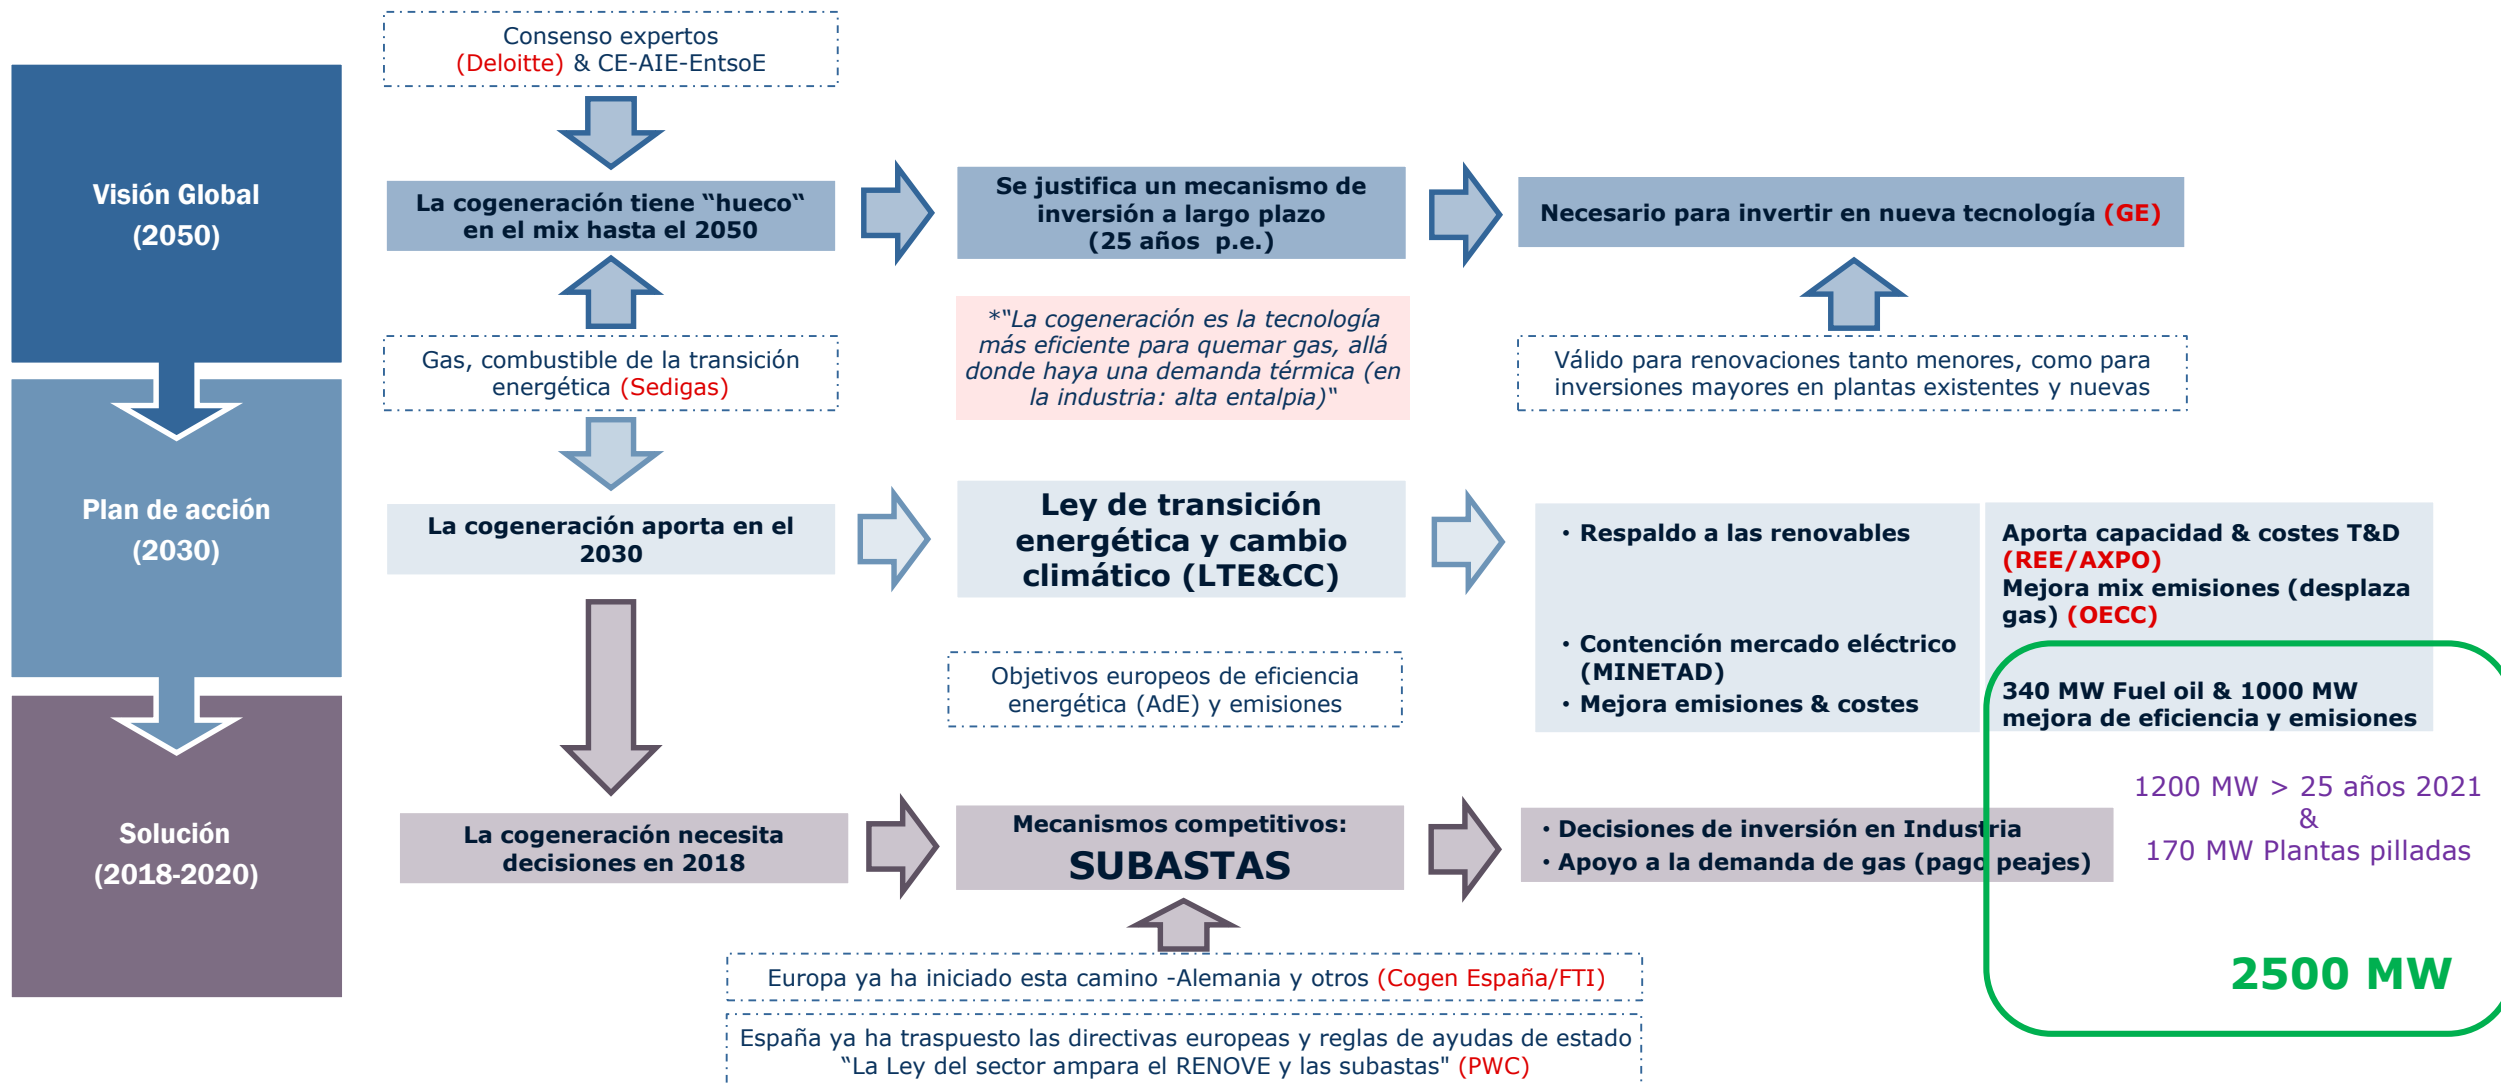 Consenso expertos
(Deloitte) & CE-AIE-EntsoE
Visión Global
(2050)
La cogeneración tiene “hueco“
en el mix hasta el 2050
Se justifica un mecanismo de
inversión a largo plazo
(25 años p.e.)
Necesario para invertir en nueva tecnología (GE)
Gas, combustible de la transición
energética (Sedigas)
*“La cogeneración es la tecnología
más eficiente para quemar gas, allá
donde haya una demanda térmica (en
la industria: alta entalpia)“
Válido para renovaciones tanto menores, como para
inversiones mayores en plantas existentes y nuevas
Plan de acción
(2030)
La cogeneración aporta en el
2030
Ley de transición
energética y cambio
climático (LTE&CC)
• Respaldo a las renovables
• Contención mercado eléctrico
(MINETAD)
• Mejora emisiones & costes
Aporta capacidad & costes T&D
(REE/AXPO)
Mejora mix emisiones (desplaza
gas) (OECC)
340 MW Fuel oil & 1000 MW
mejora de eficiencia y emisiones
Objetivos europeos de eficiencia
energética (AdE) y emisiones
Solución
(2018-2020)
La cogeneración necesita
decisiones en 2018
Mecanismos competitivos:
SUBASTAS
• Decisiones de inversión en Industria
• Apoyo a la demanda de gas (pago peajes)
1200 MW > 25 años 2021
&
170 MW Plantas pilladas
2500 MW
Europa ya ha iniciado esta camino -Alemania y otros (Cogen España/FTI)
España ya ha traspuesto las directivas europeas y reglas de ayudas de estado
“La Ley del sector ampara el RENOVE y las subastas" (PWC)